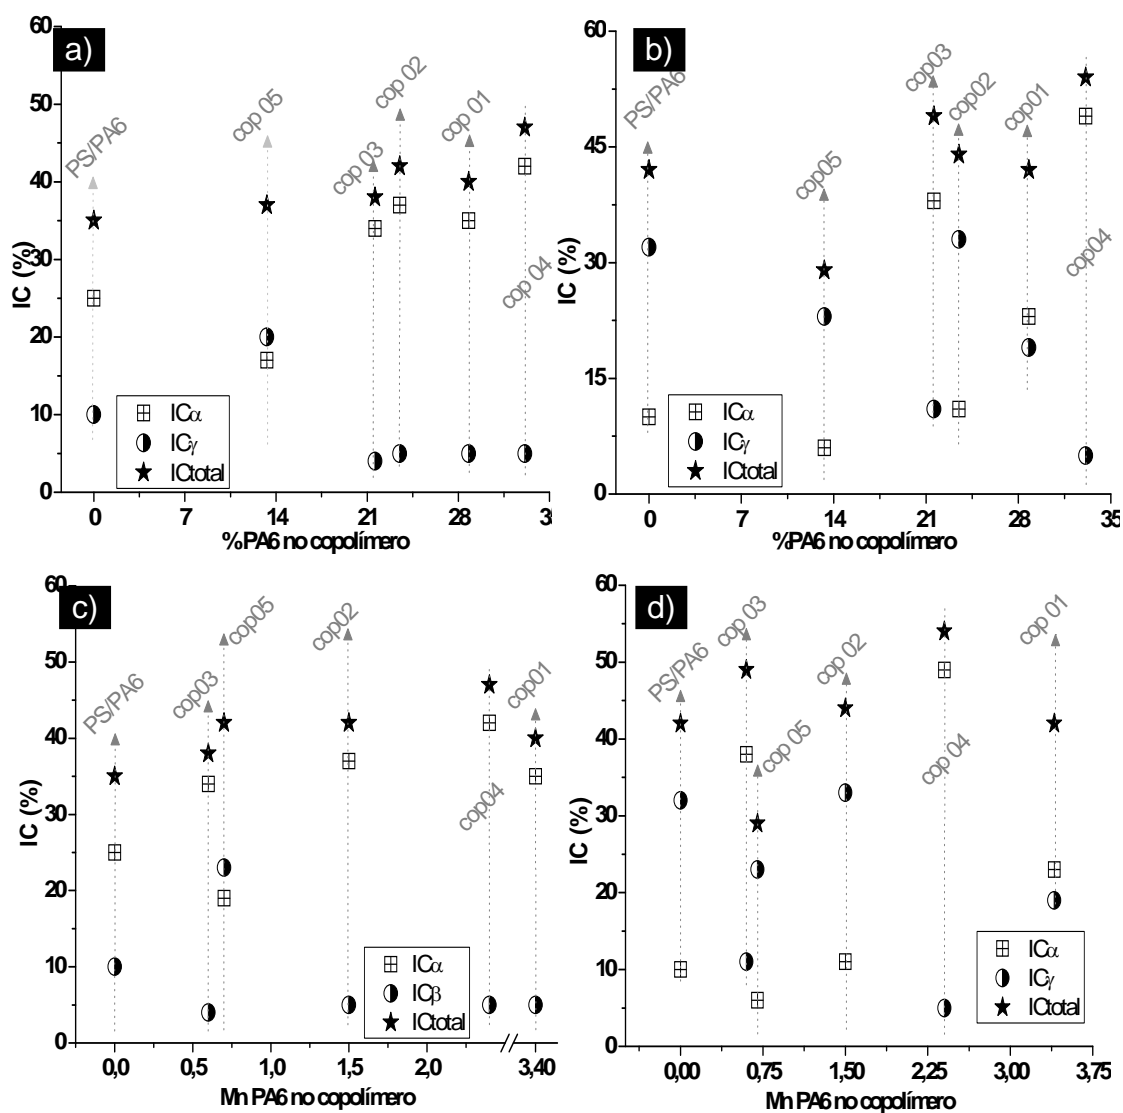 a)
60
50
40
30
20
10
0
IC (%)
PS/PA6
cop 05
cop 03
cop 02
cop 01
cop 04
ICα
ICγ
ICtotal
0 7 14 21 28 35
%PA6 no copolímero
b)
60
45
30
15
0
IC (%)
PS/PA6
cop05
cop03
cop02
cop01
cop04
ICα
ICγ
ICtotal
0 7 14 21 28 35
%PA6 no copolímero
c)
60
50
40
30
20
10
0
IC (%)
PS/PA6
cop03
cop05
cop02
cop04
cop01
ICα
ICβ
ICtotal
0,0 0,5 1,0 1,5 2,0 3,40
Mn PA6 no copolímero
d)
60
50
40
30
20
10
0
IC (%)
PS/PA6
cop 03
cop 05
cop 02
cop 04
cop 01
ICα
ICγ
ICtotal
0,00 0,75 1,50 2,25 3,00 3,75
Mn PA6 no copolímero